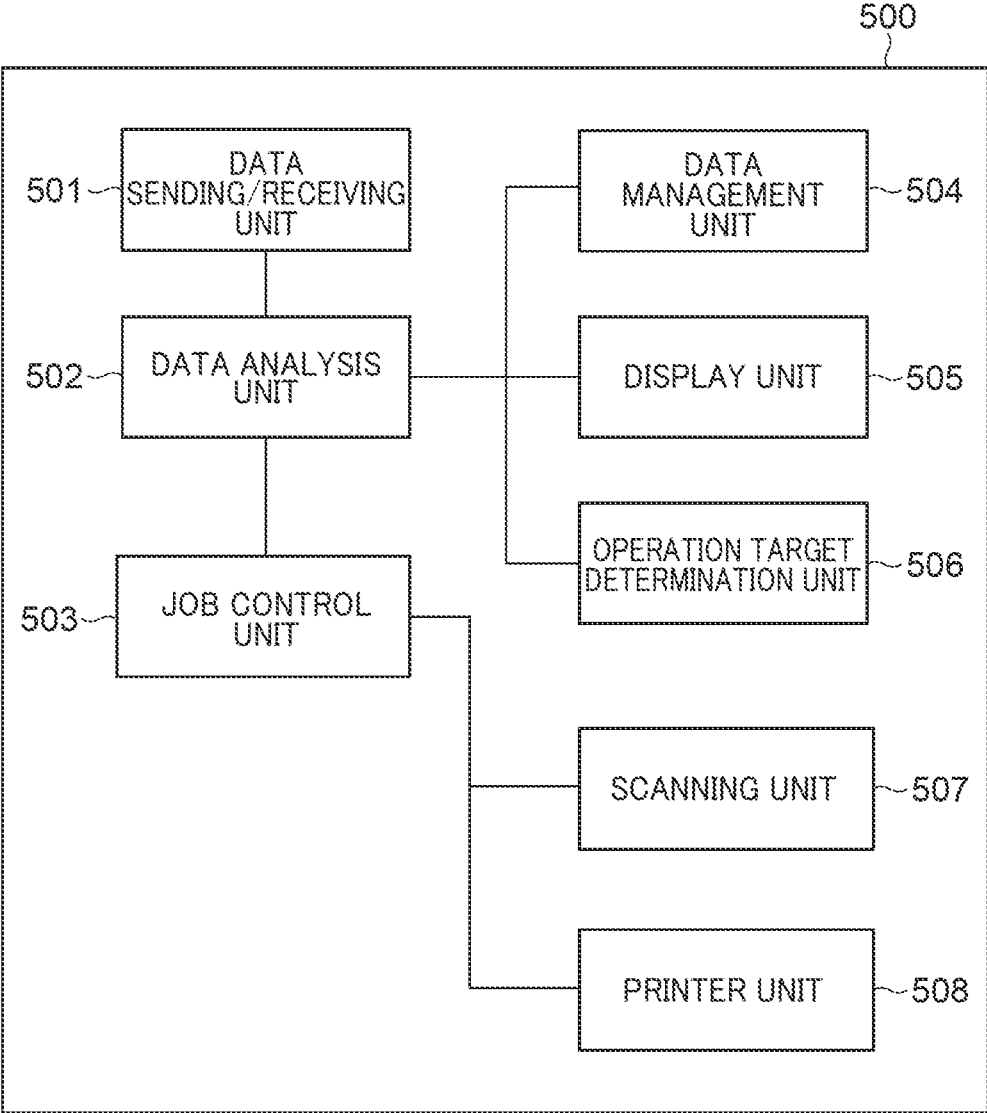 500
501
DATA
SENDING/RECEIVING
UNIT
DATA
MANAGEMENT
UNIT
504
502
DATA ANALYSIS
UNIT
DISPLAY UNIT
505
OPERATION TARGET
DETERMINATION UNIT
506
503
JOB CONTROL
UNIT
SCANNING UNIT
507
PRINTER UNIT
508